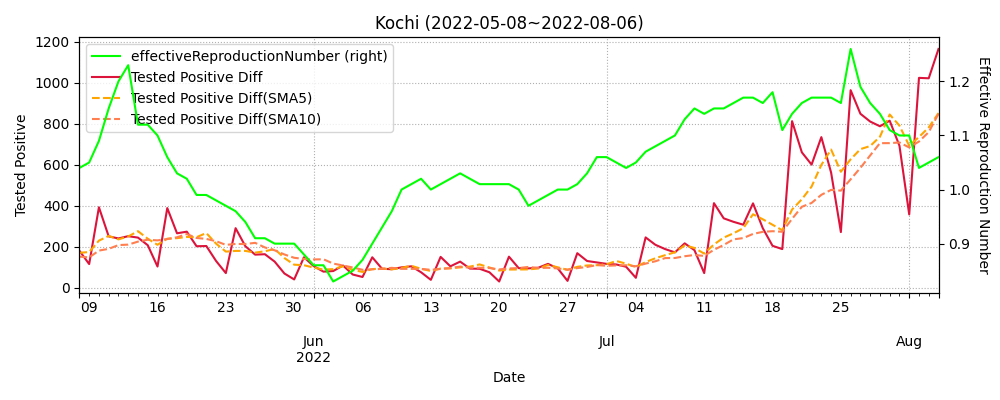 Kochi (2022-05-08~2022-08-06)
effectiveReproductionNumber (right)
Tested Positive Diff
Tested Positive Diff(SMA5)
Tested Positive Diff(SMA10)
Tested Positive
1200
1000
800
600
400
200
0
1.2
1.1
1.0
0.9
Effective Reproduction Number
09 16 23 30 06 13 20 27 04 11 18 25
Jun Jul Aug
2022
Date